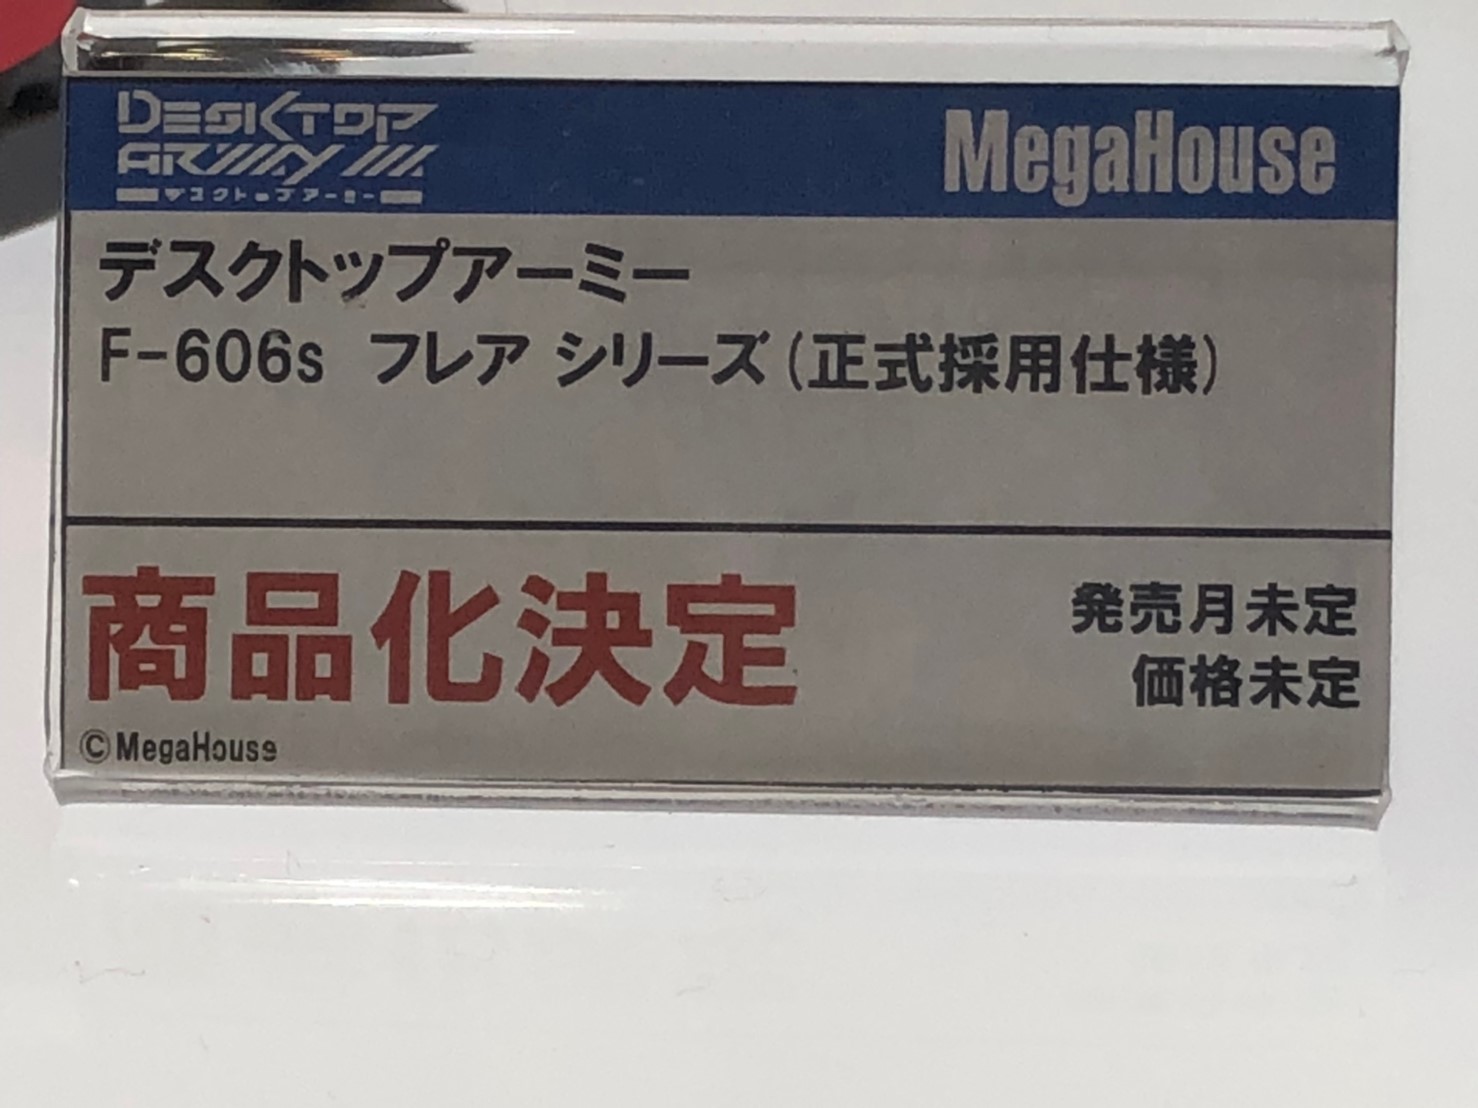 DESKTOP
ARMY
デスクトップアーミー
MegaHouse
デスクトップアーミー
F-606s フレア シリーズ(正式採用仕様)
商品化決定
発売月未定
価格未定
©MegaHouse